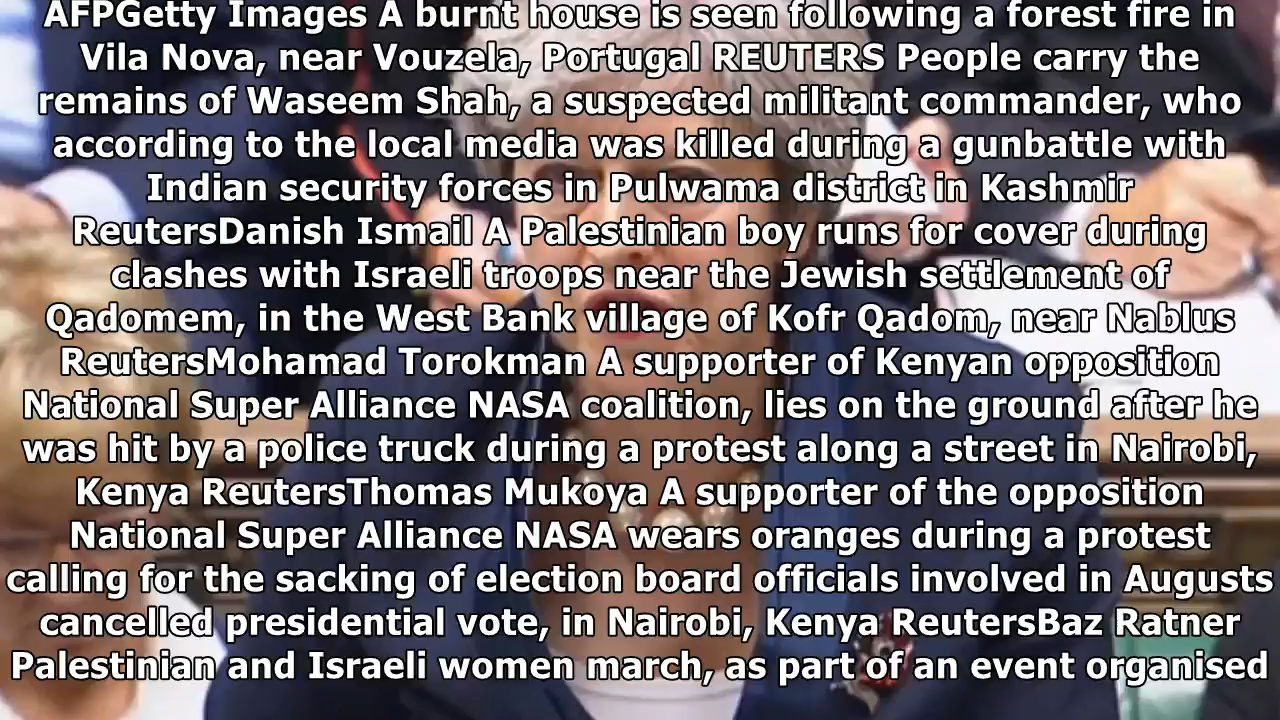 AFPGetty Images A burnt house is seen following a forest fire in
Vila Nova, near Vouzela, Portugal REUTERS People carry the
remains of Waseem Shah, a suspected militant commander, who
according to the local media was killed during a gunbattle with
Indian security forces in Pulwama district in Kashmir
ReutersDanish Ismail A Palestinian boy runs for cover during
clashes with Israeli troops near the Jewish settlement of
Qadomem, in the West Bank village of Kofr Qadom, near Nablus
ReutersMohamad Torokman A supporter of Kenyan opposition
National Super Alliance NASA coalition, lies on the ground after he
was hit by a police truck during a protest along a street in Nairobi,
Kenya ReutersThomas Mukoya A supporter of the opposition
National Super Alliance NASA wears oranges during a protest
calling for the sacking of election board officials involved in Augusts
cancelled presidential vote, in Nairobi, Kenya ReutersBaz Ratner
Palestinian and Israeli women march, as part of an event organised